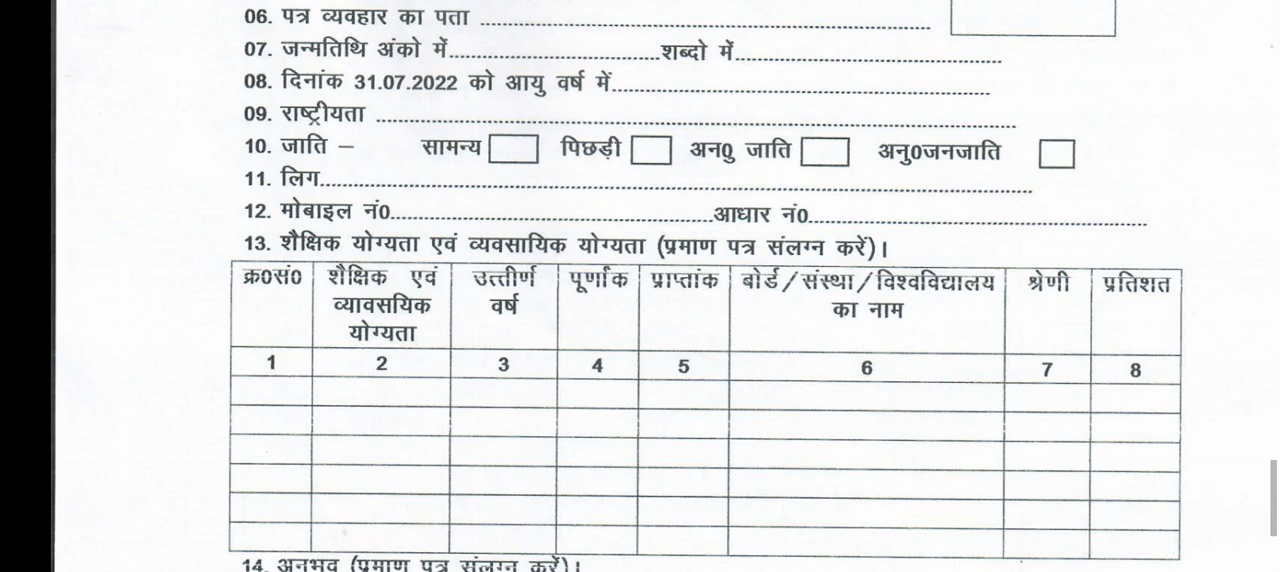 06. पत्र व्यवहार का पता
07. जन्मतिथि अंको में शब्दो में
08. दिनांक 31.07.2022 को आयु वर्ष में
09. राष्ट्रीयता
10. जाति – सामन्य पिछड़ी अन0ु जाति अनु0जनजाति
11. लिग
12. मोबाइल नं0 आधार नं0
13. शैक्षिक योग्यता एवं व्यवसायिक योग्यता (प्रमाण पत्र संलग्न करें)।
क्र0सं0 शैक्षिक एवं उत्तीर्ण पूर्णांक प्राप्तांक बोर्ड/संस्था/विश्वविद्यालय श्रेणी प्रतिशत
व्यावसयिक वर्ष का नाम
योग्यता
1 2 3 4 5 6 7 8
14. अनुभव (प्रमाण पत्र संलग्न करें)।